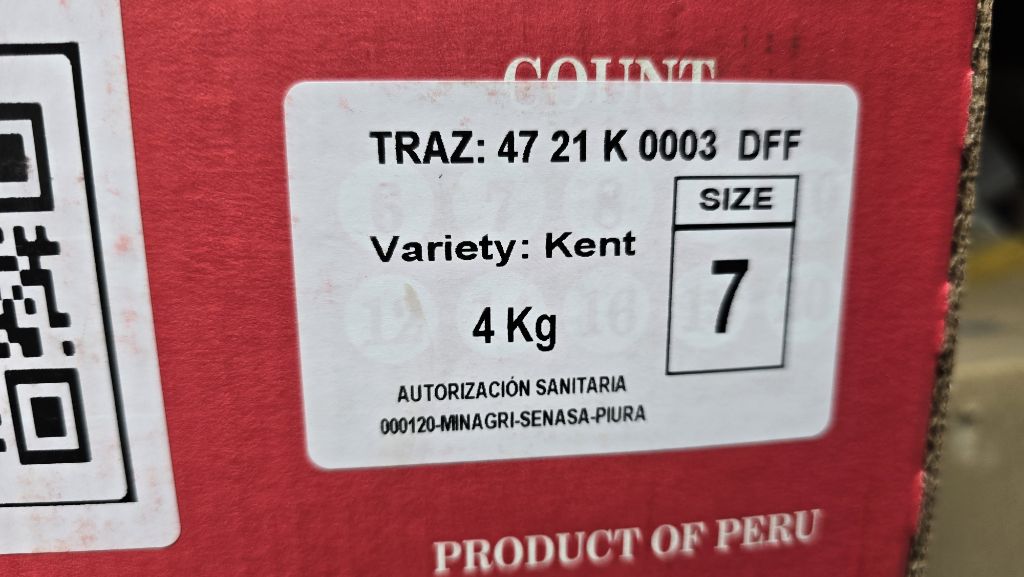 COUNT
TRAZ: 47 21 K 0003 DFF
SIZE
Variety: Kent
7
4 Kg
AUTORIZACIÓN SANITARIA
000120-MINAGRI-SENASA-PIURA
PRODUCT OF PERU